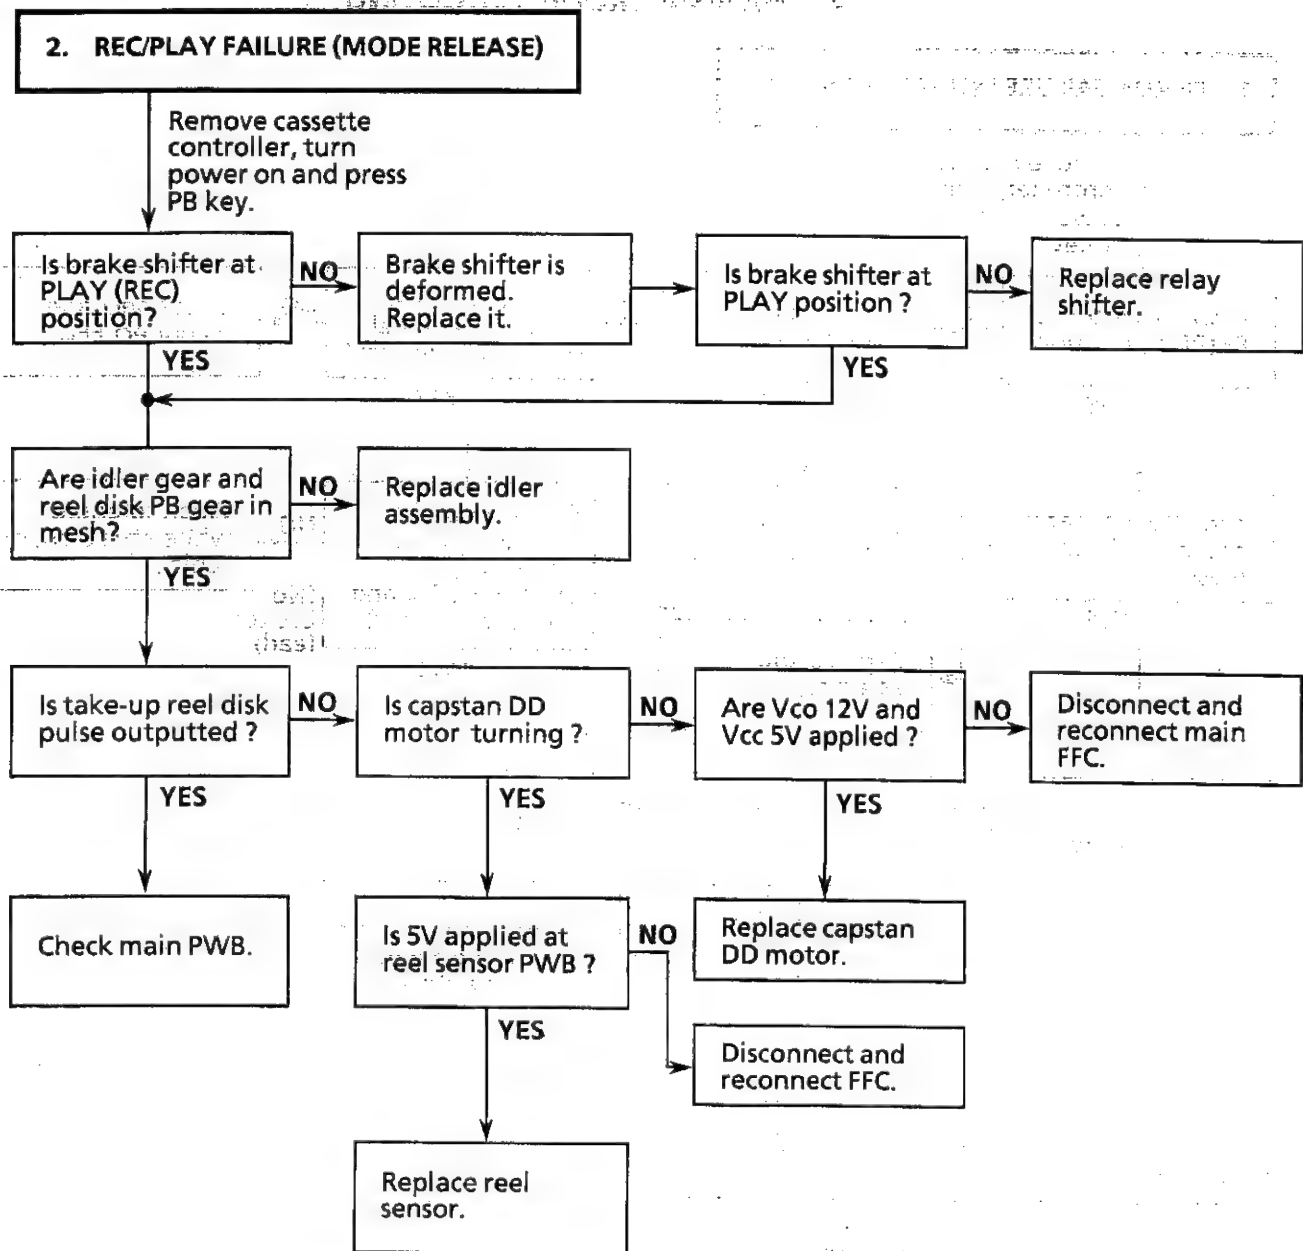 2. REC/PLAY FAILURE (MODE RELEASE)
Remove cassette
controller, turn
power on and press
PB key.
Is brake shifter at
PLAY (REC)
position?
NO
Brake shifter is
deformed.
Replace it.
Is brake shifter at
PLAY position ?
NO
Replace relay
shifter.
YES
YES
Are idler gear and
reel disk PB gear in
mesh?
NO
Replace idler
assembly.
YES
Is take-up reel disk
pulse outputted ?
NO
Is capstan DD
motor turning ?
NO
Are Vco 12V and
Vcc 5V applied ?
NO
Disconnect and
reconnect main
FFC.
YES
YES
YES
Check main PWB.
Is 5V applied at
reel sensor PWB ?
NO
Replace capstan
DD motor.
YES
Disconnect and
reconnect FFC.
Replace reel
sensor.